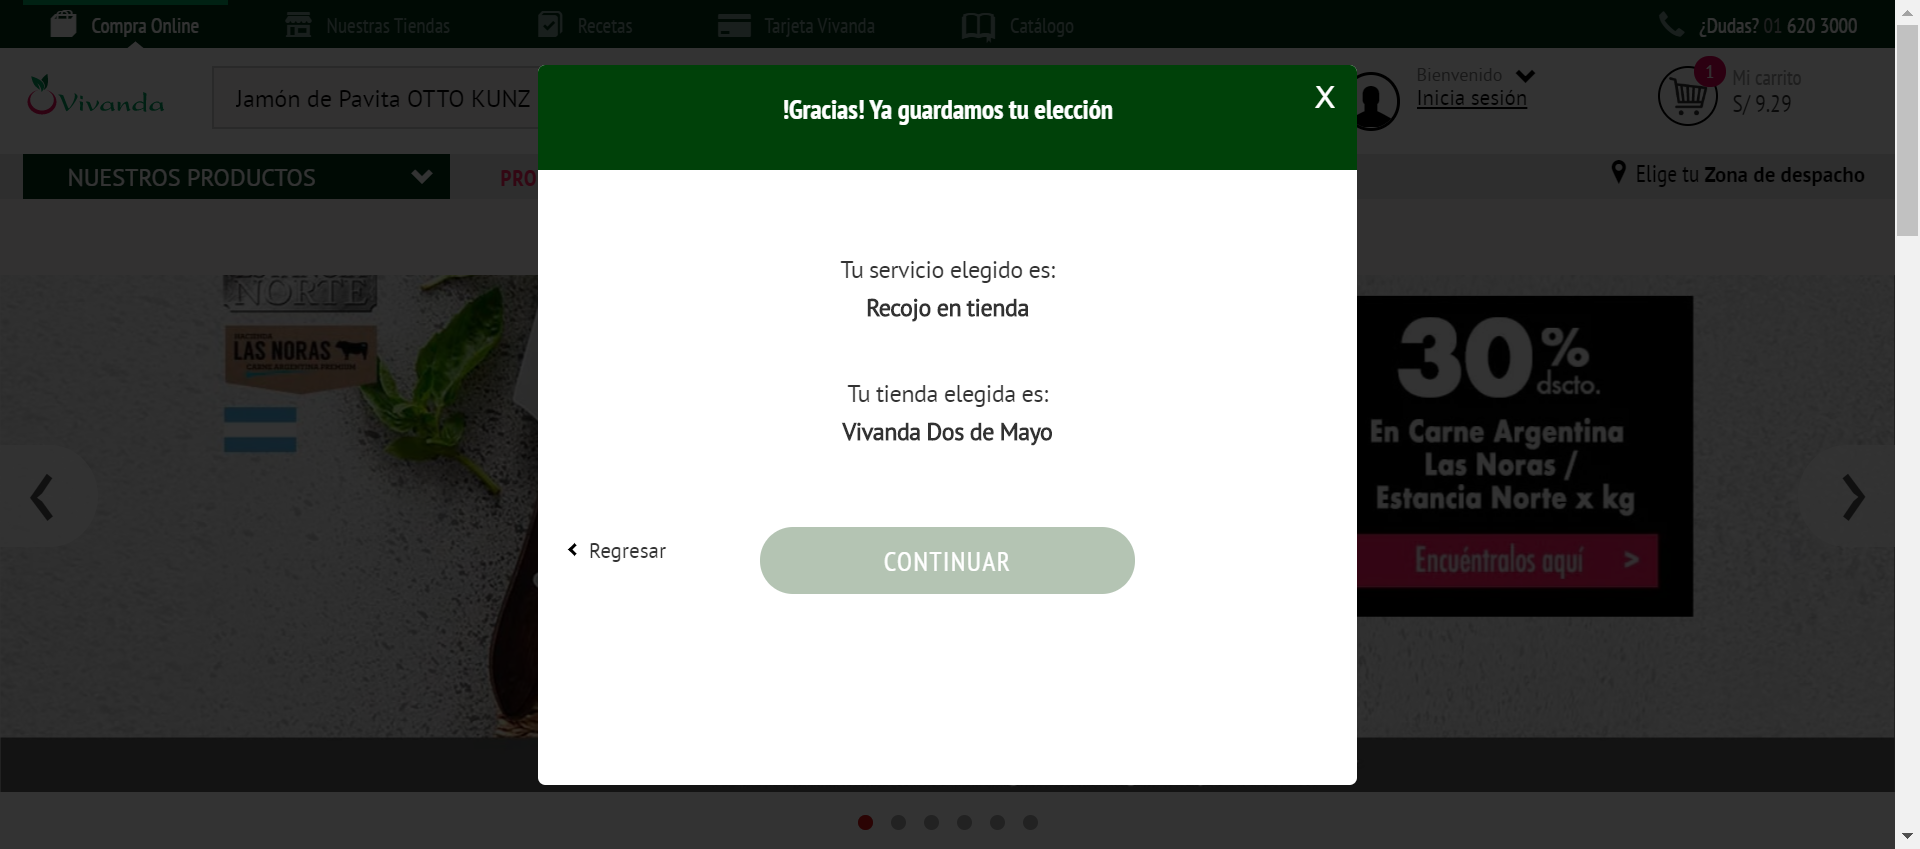 Compra Online
Nuestras Tiendas
Recetas
Tarjeta Vivanda
Catálogo
¿Dudas? 01 620 3000
Vivanda
Jamón de Pavita OTTO KUNZ
Bienvenido
Inicia sesión
1
Mi carrito
S/ 9.29
NUESTROS PRODUCTOS
PRO
Elige tu Zona de despacho
!Gracias! Ya guardamos tu elección
X
Tu servicio elegido es:
Recojo en tienda
Tu tienda elegida es:
Vivanda Dos de Mayo
Regresar
CONTINUAR
NORTE
LAS NORAS
CARNE ARGENTINA PREMIUM
30% dscto.
En Carne Argentina
Las Noras /
Estancia Norte x kg
Encuéntralos aquí >